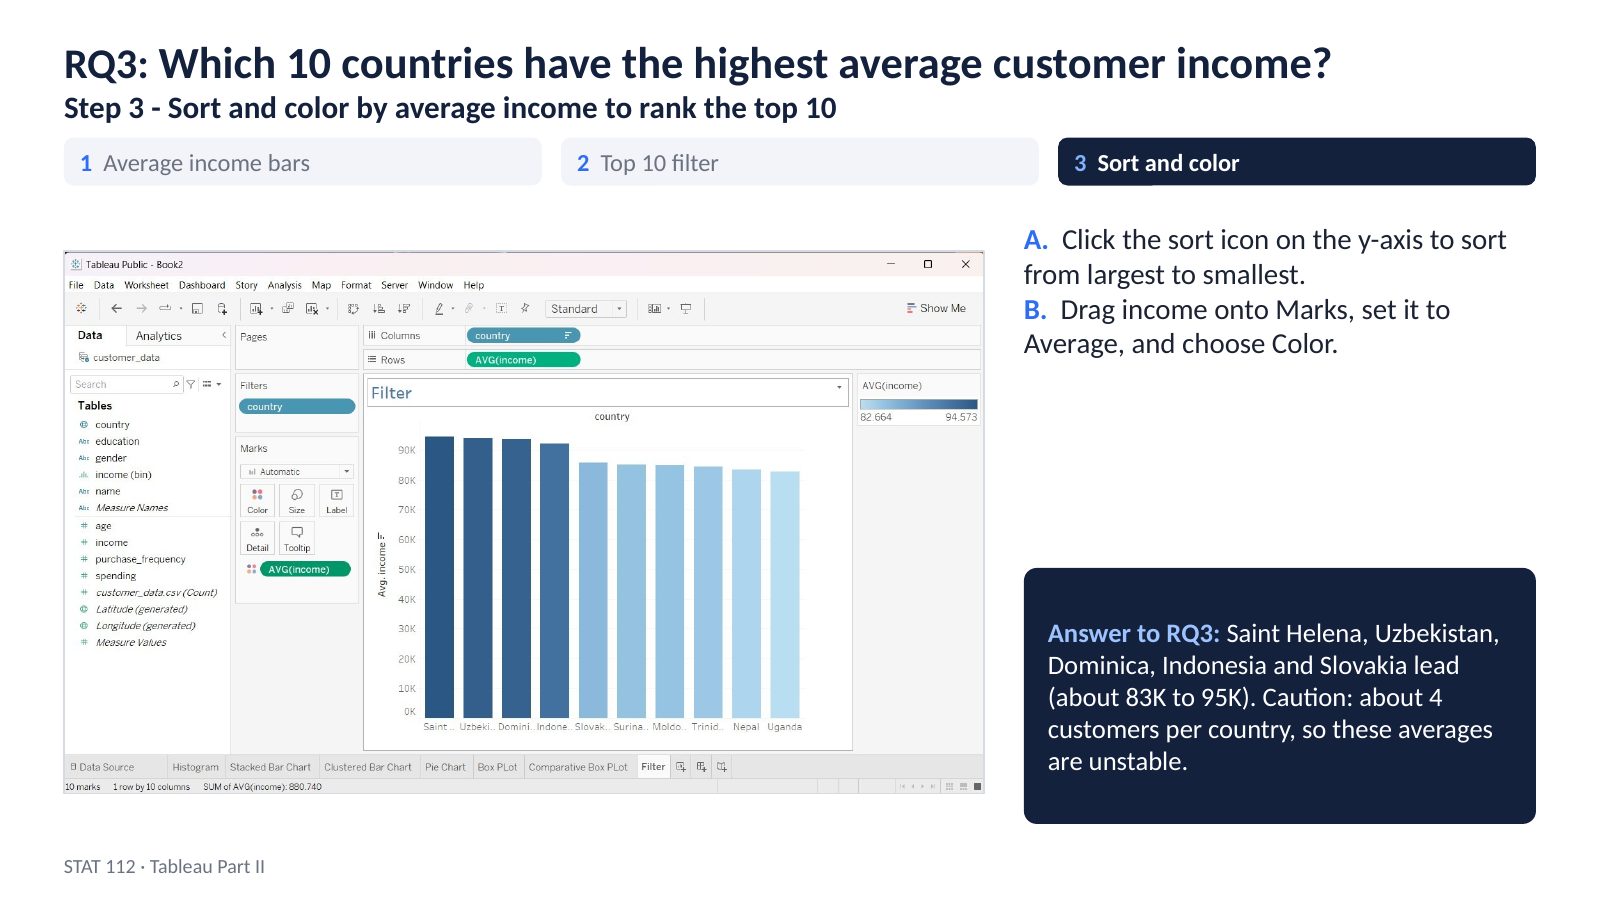 RQ3: Which 10 countries have the highest average customer income?
Step 3 - Sort and color by average income to rank the top 10
1 Average income bars
2 Top 10 filter
3 Sort and color
Tableau Public - Book2
File Data Worksheet Dashboard Story Analysis Map Format Server Window Help
Standard
Show Me
Data Analytics
customer_data
Search
Tables
country
Abc education
Abc gender
income (bin)
Abc name
Measure Names
# age
# income
# purchase_frequency
# spending
# customer_data.csv (Count)
Latitude (generated)
Longitude (generated)
# Measure Values
Pages
Filters
country
Marks
Automatic
Color Size Label
Detail Tooltip
AVG(income)
Columns country
Rows AVG(income)
Filter
country
Avg. income
90K
80K
70K
60K
50K
40K
30K
20K
10K
0K
Saint .. Uzbeki.. Domini.. Indone.. Slovak.. Surina.. Moldo.. Trinid.. Nepal Uganda
AVG(income)
82.664 94.573
Data Source Histogram Stacked Bar Chart Clustered Bar Chart Pie Chart Box PLot Comparative Box PLot Filter
10 marks 1 row by 10 columns SUM of AVG(income): 880.740
A. Click the sort icon on the y-axis to sort
from largest to smallest.
B. Drag income onto Marks, set it to
Average, and choose Color.
Answer to RQ3: Saint Helena, Uzbekistan,
Dominica, Indonesia and Slovakia lead
(about 83K to 95K). Caution: about 4
customers per country, so these averages
are unstable.
STAT 112 · Tableau Part II